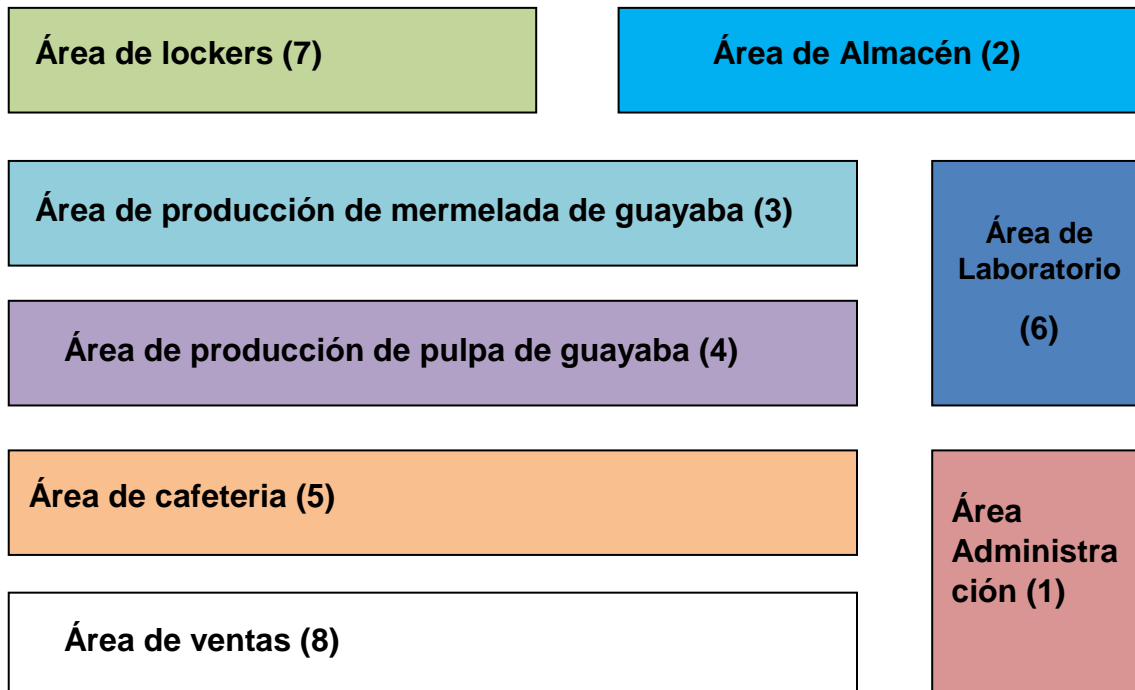 Área de lockers (7)
Área de Almacén (2)
Área de producción de mermelada de guayaba (3)
Área de
Laboratorio
(6)
Área de producción de pulpa de guayaba (4)
Área de cafeteria (5)
Área
Administra
ción (1)
Área de ventas (8)